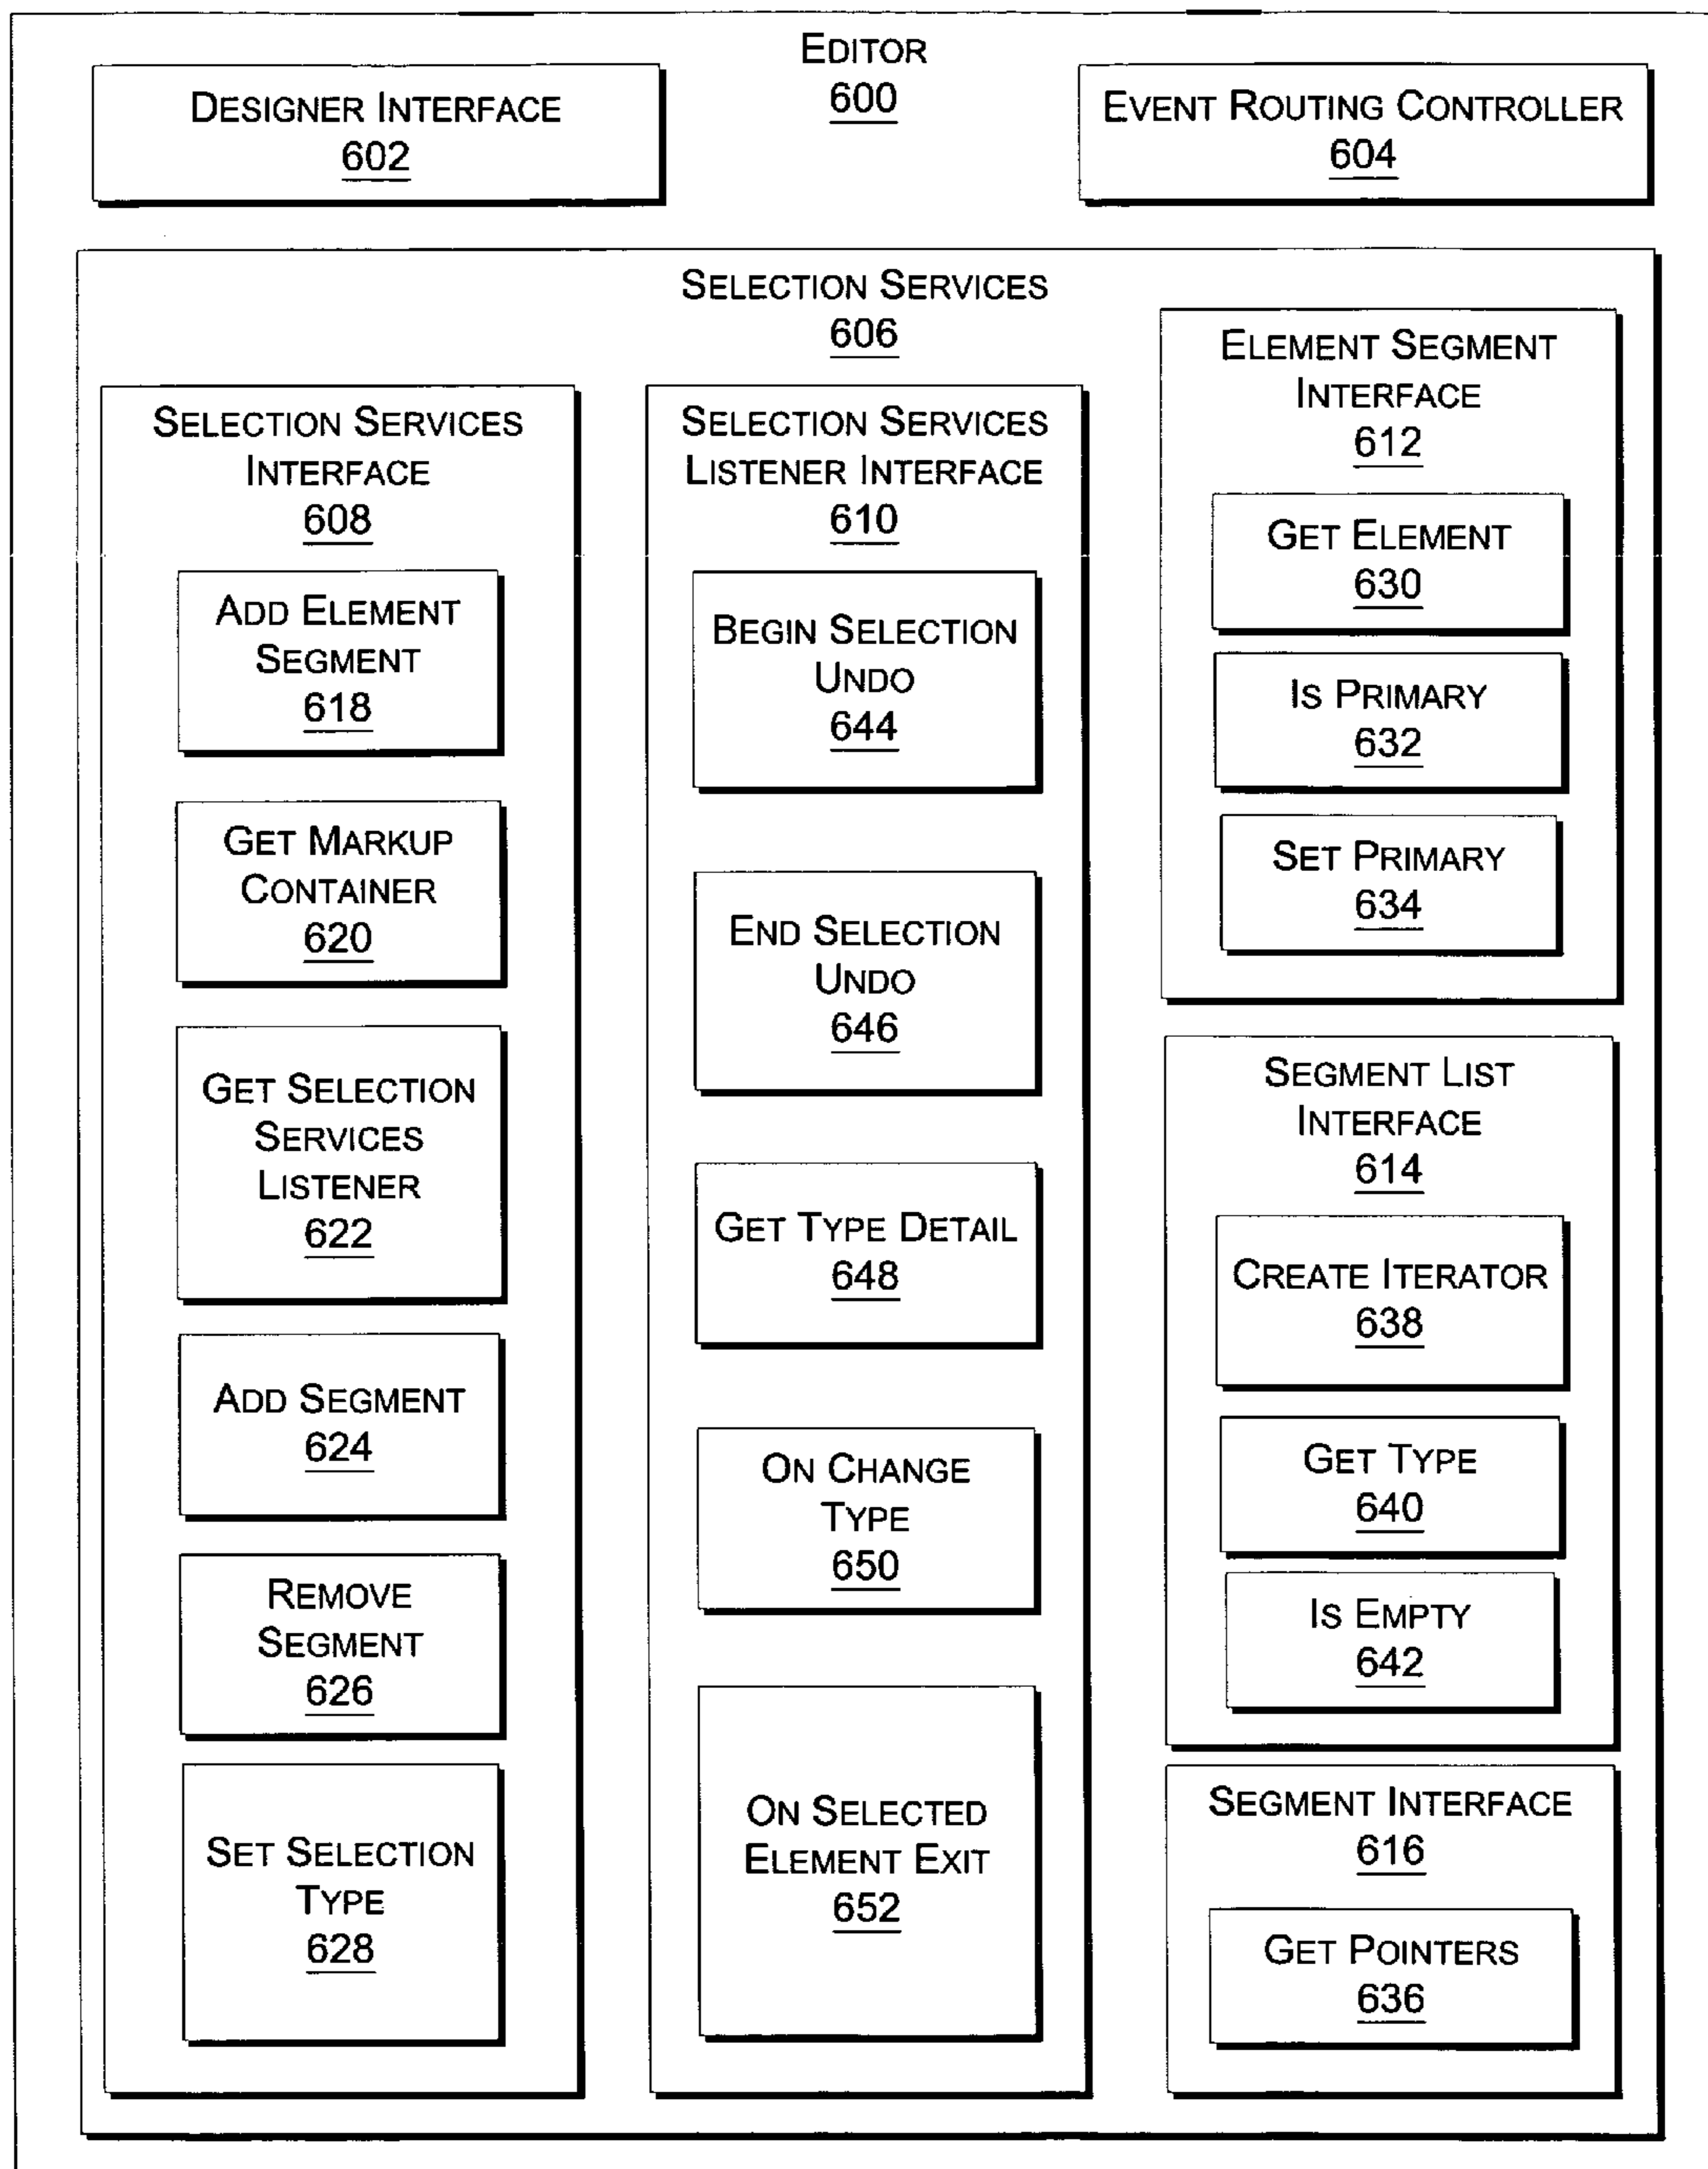 EDITOR
600
DESIGNER INTERFACE
602
EVENT ROUTING CONTROLLER
604
SELECTION SERVICES
606
SELECTION SERVICES
INTERFACE
608
ADD ELEMENT
SEGMENT
618
GET MARKUP
CONTAINER
620
GET SELECTION
SERVICES
LISTENER
622
ADD SEGMENT
624
REMOVE
SEGMENT
626
SET SELECTION
TYPE
628
SELECTION SERVICES
LISTENER INTERFACE
610
BEGIN SELECTION
UNDO
644
END SELECTION
UNDO
646
GET TYPE DETAIL
648
ON CHANGE
TYPE
650
ON SELECTED
ELEMENT EXIT
652
ELEMENT SEGMENT
INTERFACE
612
GET ELEMENT
630
IS PRIMARY
632
SET PRIMARY
634
SEGMENT LIST
INTERFACE
614
CREATE ITERATOR
638
GET TYPE
640
IS EMPTY
642
SEGMENT INTERFACE
616
GET POINTERS
636